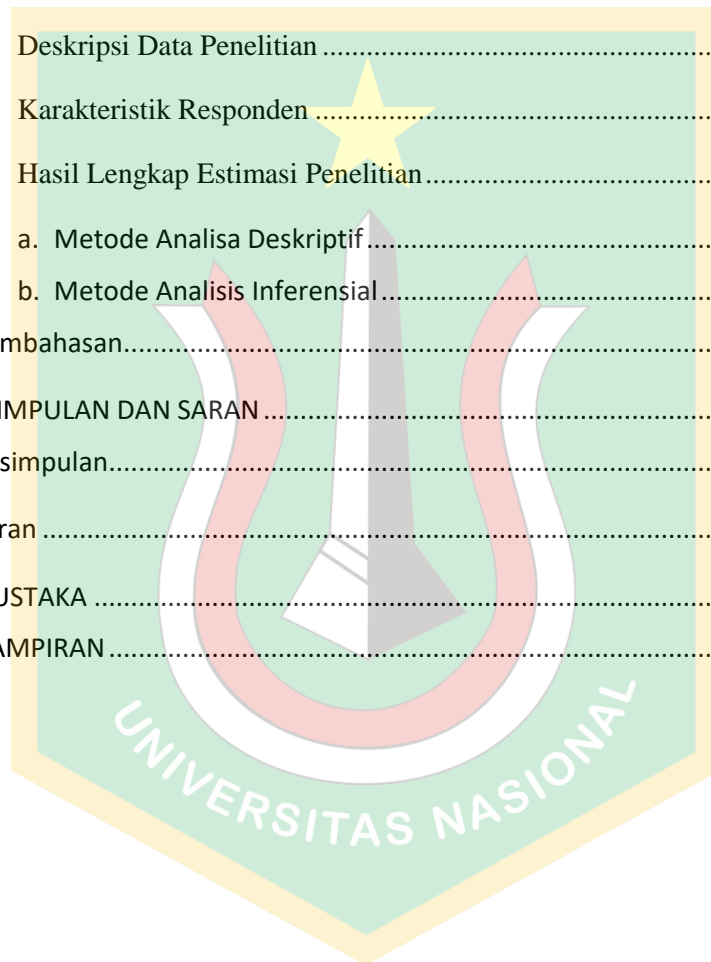 Deskripsi Data Penelitian ....................................................
Karakteristik Responden ......................................................
Hasil Lengkap Estimasi Penelitian ......................................
a. Metode Analisa Deskriptif ................................................
b. Metode Analisis Inferensial ..............................................
mbahasan...............................................................................
IMPULAN DAN SARAN ..........................................................
simpulan.................................................................................
ran ..........................................................................................
USTAKA ..................................................................................
AMPIRAN ................................................................................
UNIVERSITAS NASIONAL